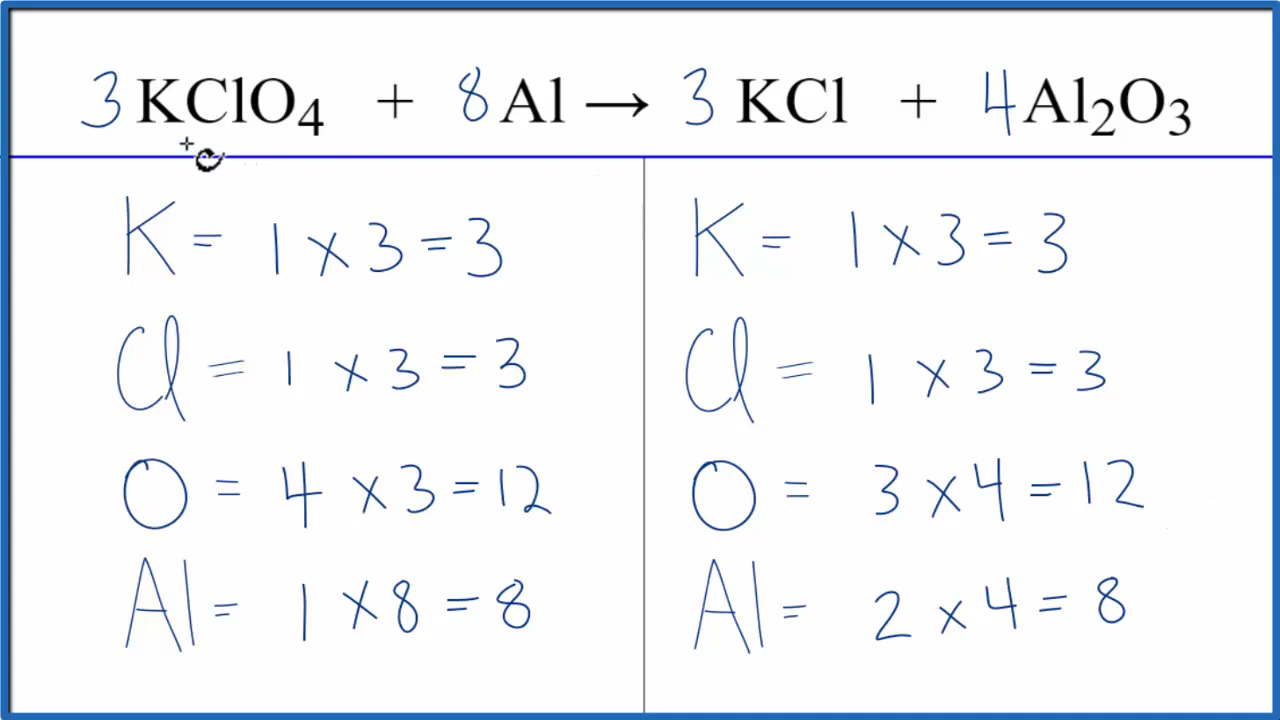 3 KClO₄ + 8 Al → 3 KCl + 4 Al₂O₃
K = 1 x 3 = 3
Cl = 1 x 3 = 3
O = 4 x 3 = 12
Al = 1 x 8 = 8
K = 1 x 3 = 3
Cl = 1 x 3 = 3
O = 3 x 4 = 12
Al = 2 x 4 = 8